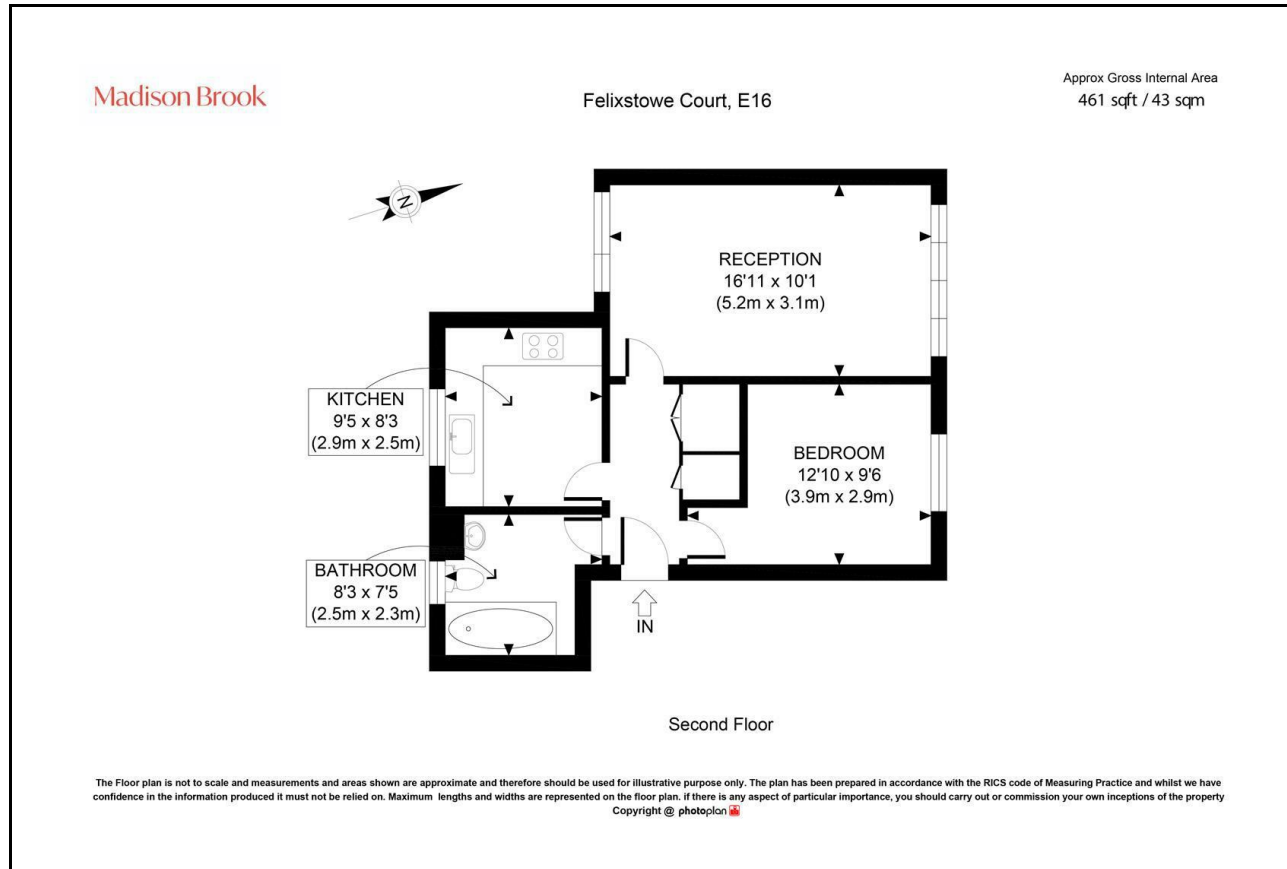 Madison Brook
Felixstowe Court, E16
Approx Gross Internal Area
461 sqft / 43 sqm
N
RECEPTION
16'11 x 10'1
(5.2m x 3.1m)
KITCHEN
9'5 x 8'3
(2.9m x 2.5m)
BEDROOM
12'10 x 9'6
(3.9m x 2.9m)
BATHROOM
8'3 x 7'5
(2.5m x 2.3m)
IN
Second Floor
The Floor plan is not to scale and measurements and areas shown are approximate and therefore should be used for illustrative purpose only. The plan has been prepared in accordance with the RICS code of Measuring Practice and whilst we have
confidence in the information produced it must not be relied on. Maximum lengths and widths are represented on the floor plan. if there is any aspect of particular importance, you should carry out or commission your own inceptions of the property
Copyright @ photoplan